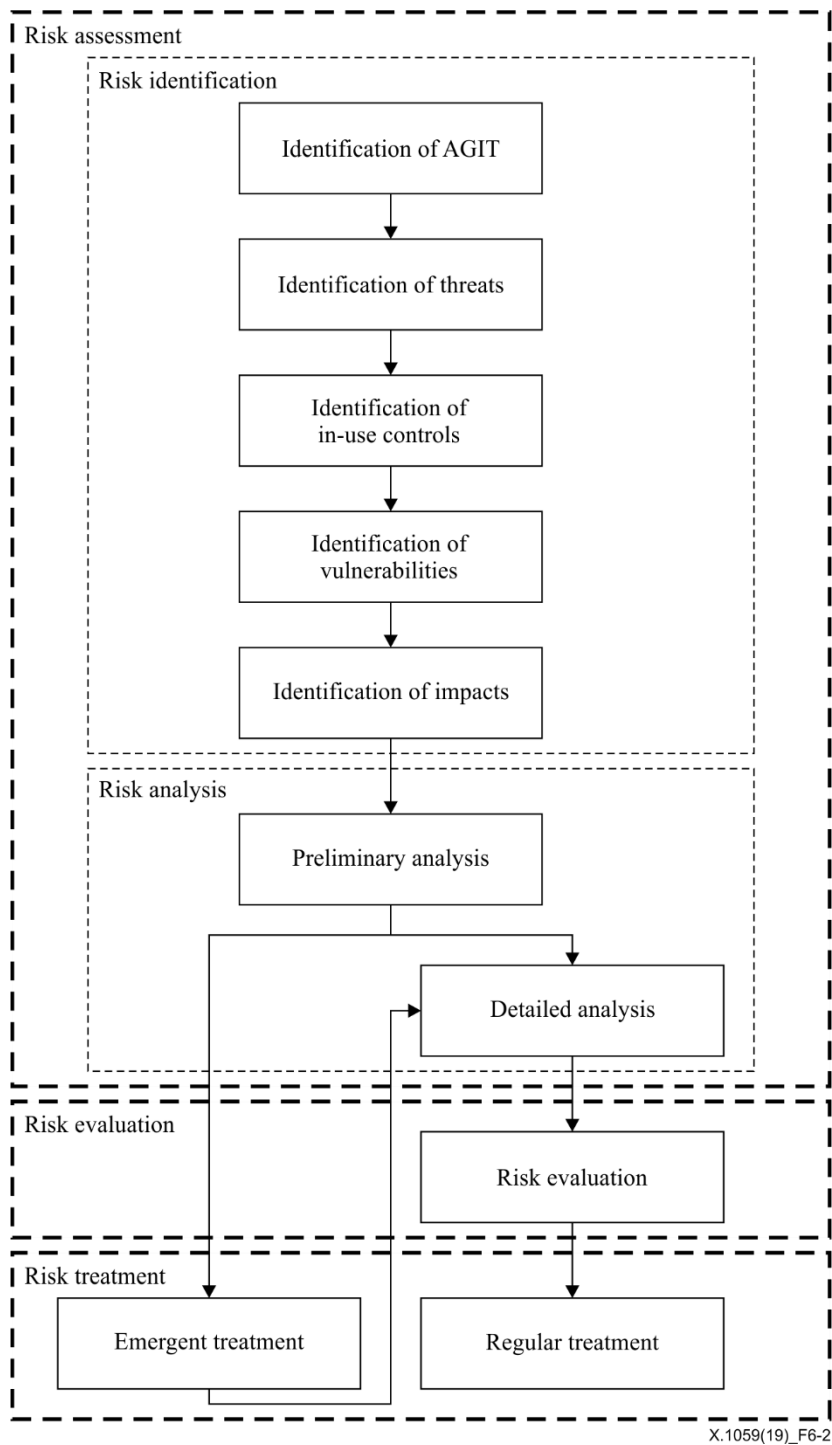 Risk assessment
Risk identification
Identification of AGIT
Identification of threats
Identification of
in-use controls
Identification of
vulnerabilities
Identification of impacts
Risk analysis
Preliminary analysis
Detailed analysis
Risk evaluation
Risk evaluation
Risk treatment
Emergent treatment
Regular treatment
X.1059(19)_F6-2